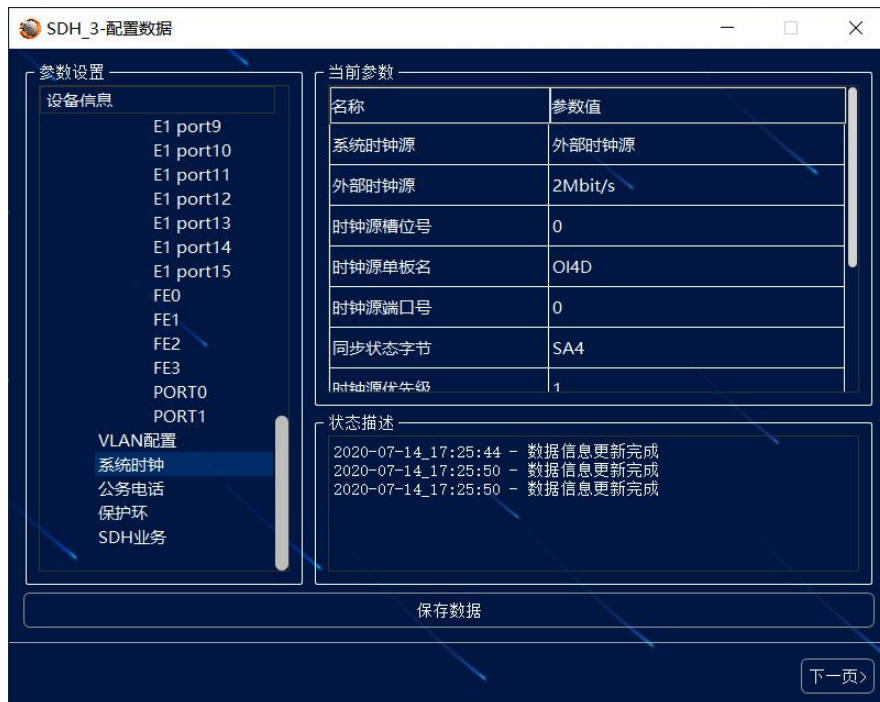 SDH_3-配置数据
参数设置
设备信息
E1 port9
E1 port10
E1 port11
E1 port12
E1 port13
E1 port14
E1 port15
FE0
FE1
FE2
FE3
PORT0
PORT1
VLAN配置
系统时钟
公务电话
保护环
SDH业务
当前参数
名称 参数值
系统时钟源 外部时钟源
外部时钟源 2Mbit/s
时钟源槽位号 0
时钟源单板名 OI4D
时钟源端口号 0
同步状态字节 SA4
时钟源优先级 1
状态描述
2020-07-14_17:25:44 - 数据信息更新完成
2020-07-14_17:25:50 - 数据信息更新完成
2020-07-14_17:25:50 - 数据信息更新完成
保存数据
下一页>